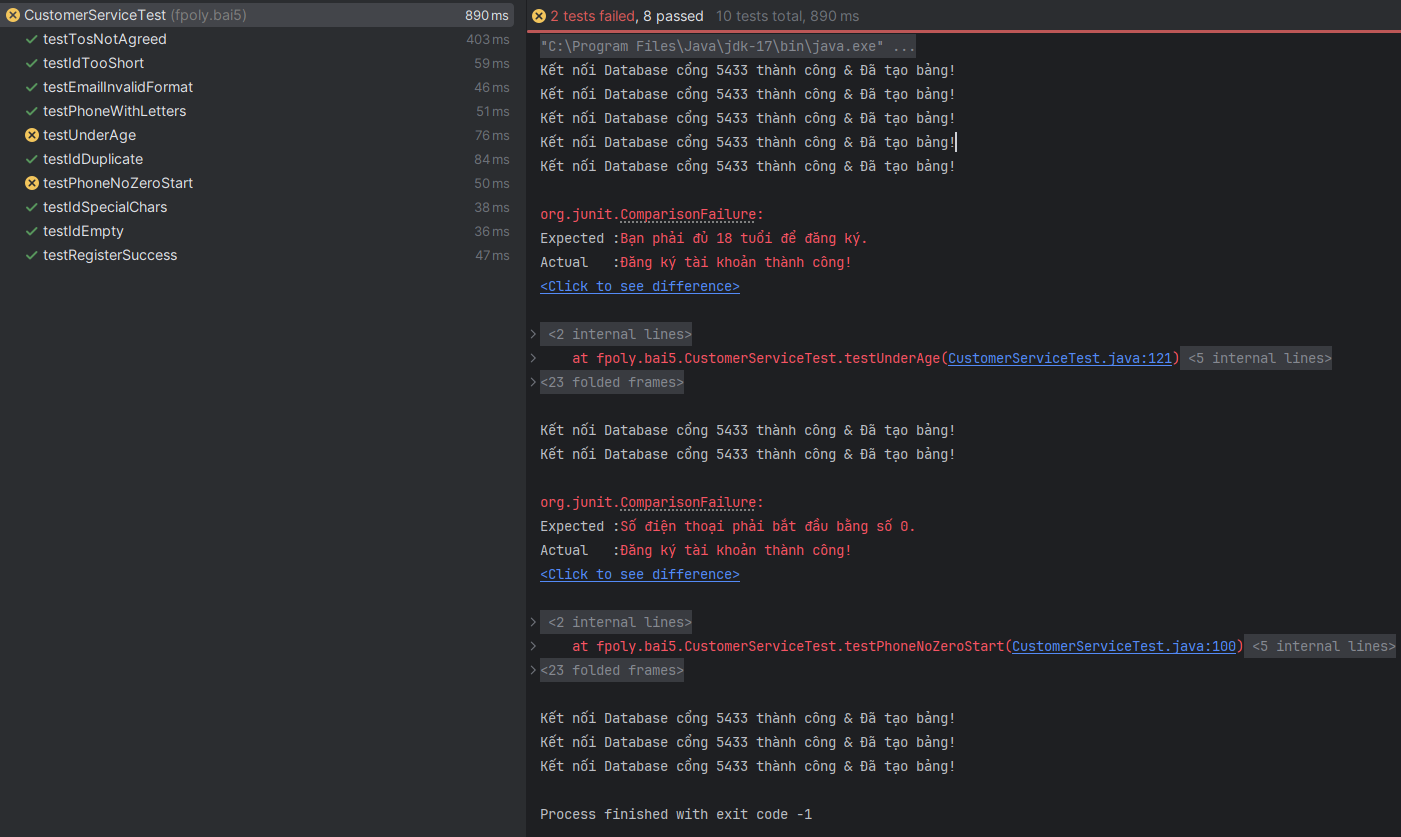 CustomerServiceTest (fpoly.bai5) 890 ms
testTosNotAgreed 403 ms
testIdTooShort 59 ms
testEmailInvalidFormat 46 ms
testPhoneWithLetters 51 ms
testUnderAge 76 ms
testIdDuplicate 84 ms
testPhoneNoZeroStart 50 ms
testIdSpecialChars 38 ms
testIdEmpty 36 ms
testRegisterSuccess 47 ms
2 tests failed, 8 passed 10 tests total, 890 ms
"C:\Program Files\Java\jdk-17\bin\java.exe" ...
Kết nối Database cổng 5433 thành công & Đã tạo bảng!
Kết nối Database cổng 5433 thành công & Đã tạo bảng!
Kết nối Database cổng 5433 thành công & Đã tạo bảng!
Kết nối Database cổng 5433 thành công & Đã tạo bảng!
Kết nối Database cổng 5433 thành công & Đã tạo bảng!
org.junit.ComparisonFailure:
Expected :Bạn phải đủ 18 tuổi để đăng ký.
Actual   :Đăng ký tài khoản thành công!
<Click to see difference>
<2 internal lines>
at fpoly.bai5.CustomerServiceTest.testUnderAge(CustomerServiceTest.java:121) <5 internal lines>
<23 folded frames>
Kết nối Database cổng 5433 thành công & Đã tạo bảng!
Kết nối Database cổng 5433 thành công & Đã tạo bảng!
org.junit.ComparisonFailure:
Expected :Số điện thoại phải bắt đầu bằng số 0.
Actual   :Đăng ký tài khoản thành công!
<Click to see difference>
<2 internal lines>
at fpoly.bai5.CustomerServiceTest.testPhoneNoZeroStart(CustomerServiceTest.java:100) <5 internal lines>
<23 folded frames>
Kết nối Database cổng 5433 thành công & Đã tạo bảng!
Kết nối Database cổng 5433 thành công & Đã tạo bảng!
Kết nối Database cổng 5433 thành công & Đã tạo bảng!
Process finished with exit code -1